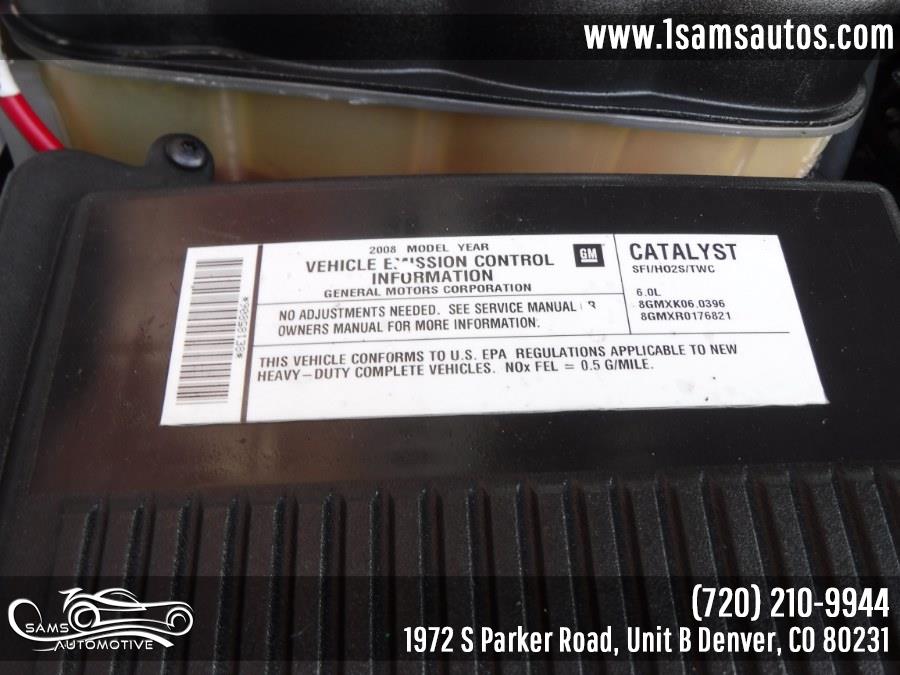 www.1samsautos.com
2008 MODEL YEAR
VEHICLE EMISSION CONTROL
INFORMATION
GENERAL MOTORS CORPORATION
GM
CATALYST
SFI/HO2S/TWC
6.0L
8GMXK06.0396
8GMXR0176821
NO ADJUSTMENTS NEEDED. SEE SERVICE MANUAL OR
OWNERS MANUAL FOR MORE INFORMATION.
THIS VEHICLE CONFORMS TO U.S. EPA REGULATIONS APPLICABLE TO NEW
HEAVY-DUTY COMPLETE VEHICLES. NOx FEL = 0.5 G/MILE.
SAMS
AUTOMOTIVE
(720) 210-9944
1972 S Parker Road, Unit B Denver, CO 80231